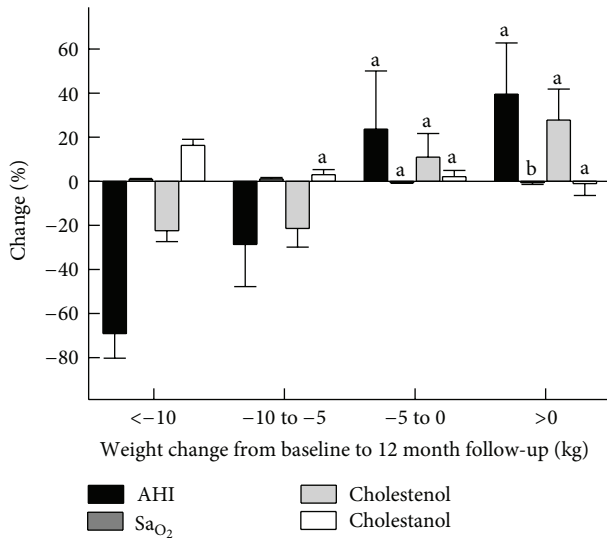 60
40
20
0
−20
−40
−60
−80
Change (%)
a
a
a
a
a
a
b
a
a
<−10
−10 to −5
−5 to 0
>0
Weight change from baseline to 12 month follow-up (kg)
AHI
SaO2
Cholestenol
Cholestanol